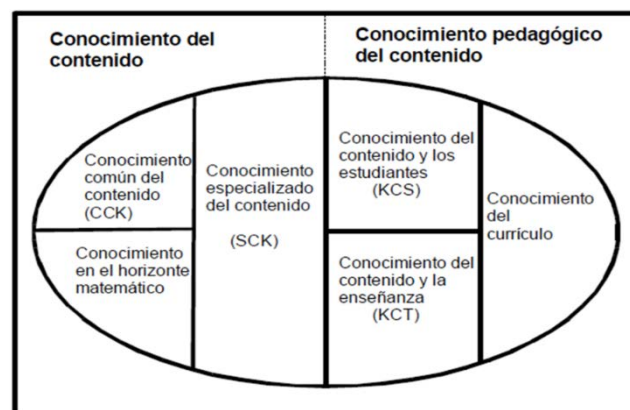 Conocimiento del
contenido
Conocimiento pedagógico
del contenido
Conocimiento
común del
contenido
(CCK)
Conocimiento
en el horizonte
matemático
Conocimiento
especializado
del contenido
(SCK)
Conocimiento del
contenido y los
estudiantes
(KCS)
Conocimiento del
contenido y la
enseñanza
(KCT)
Conocimiento
del
currículo